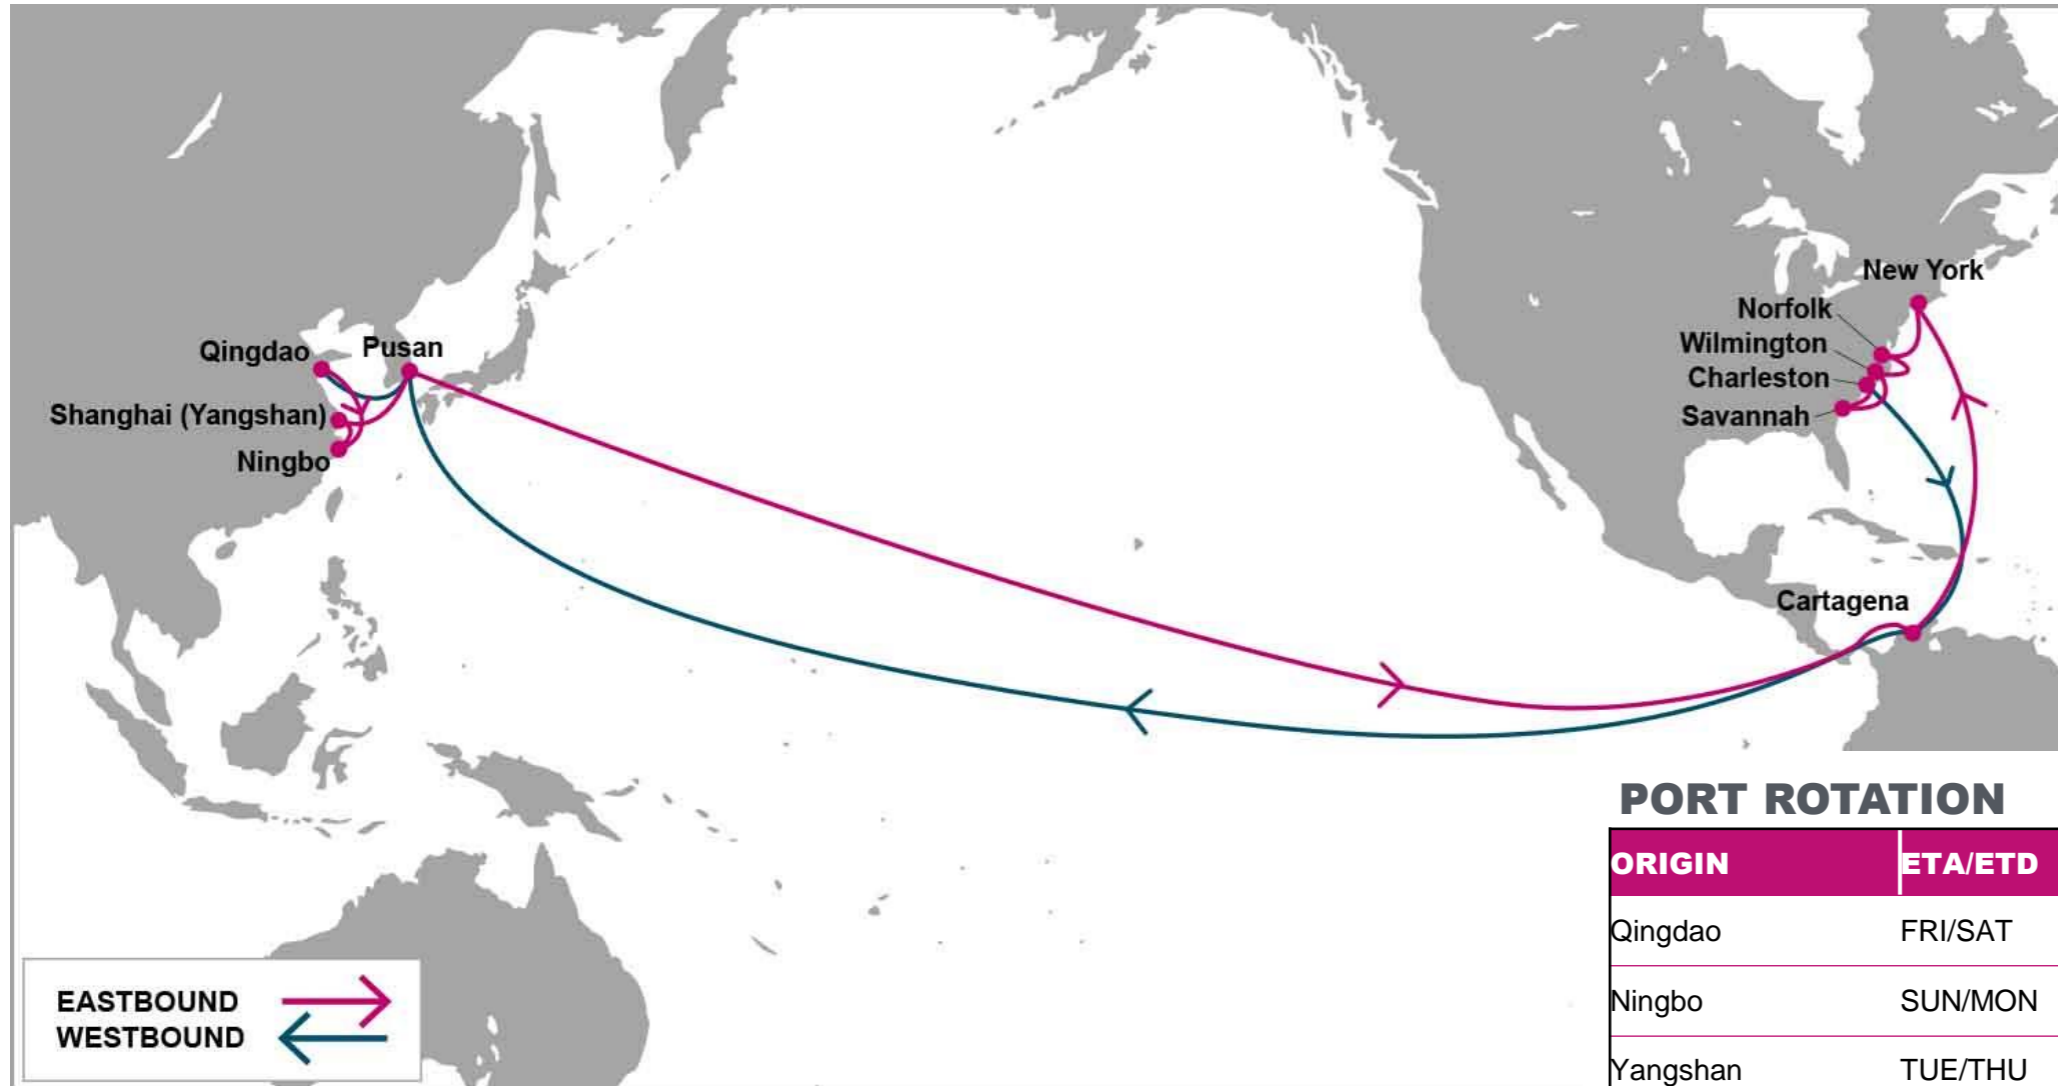 New York
Norfolk
Wilmington
Charleston
Savannah
Qingdao
Pusan
Shanghai (Yangshan)
Ningbo
Cartagena
PORT ROTATION
ORIGIN ETA/ETD
Qingdao FRI/SAT
Ningbo SUN/MON
Yangshan TUE/THU
EASTBOUND
WESTBOUND